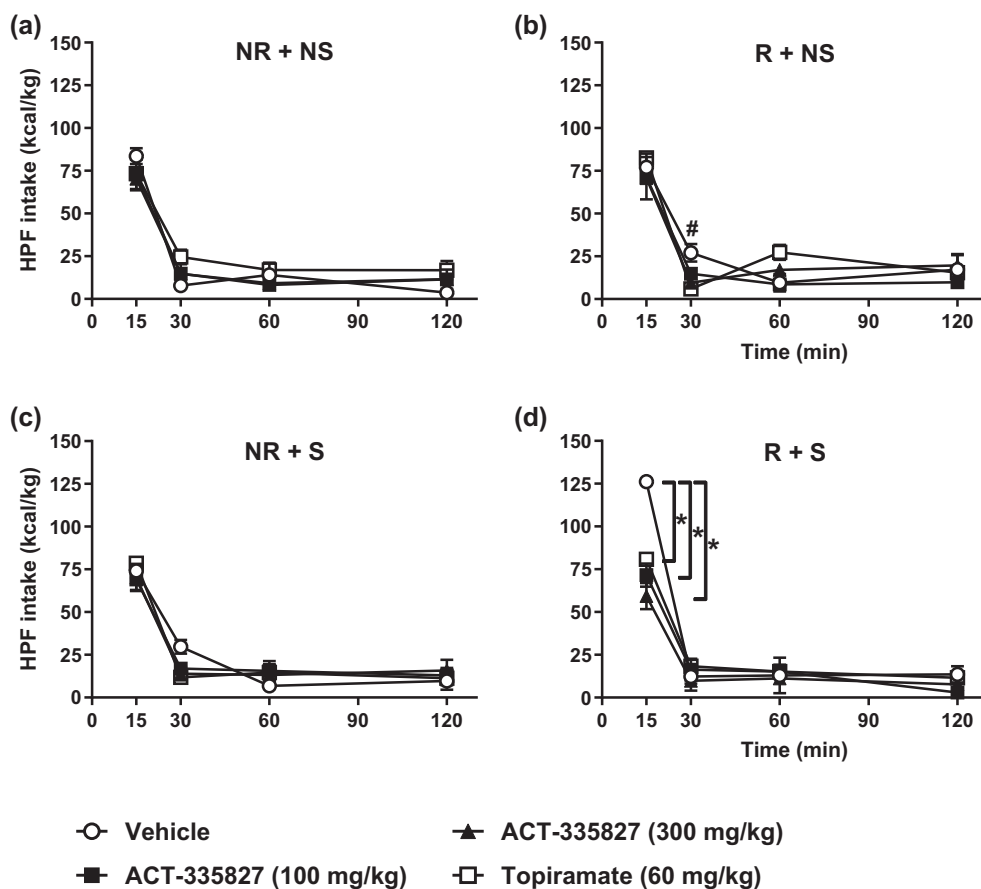 (a)
NR + NS
HPF intake (kcal/kg)
150
125
100
75
50
25
0
0 15 30 60 90 120
(b)
R + NS
150
125
100
75
50
25
0
#
0 15 30 60 90 120
Time (min)
(c)
NR + S
HPF intake (kcal/kg)
150
125
100
75
50
25
0
0 15 30 60 90 120
(d)
R + S
150
125
100
75
50
25
0
*
*
*
0 15 30 60 90 120
Time (min)
Vehicle
ACT-335827 (300 mg/kg)
ACT-335827 (100 mg/kg)
Topiramate (60 mg/kg)